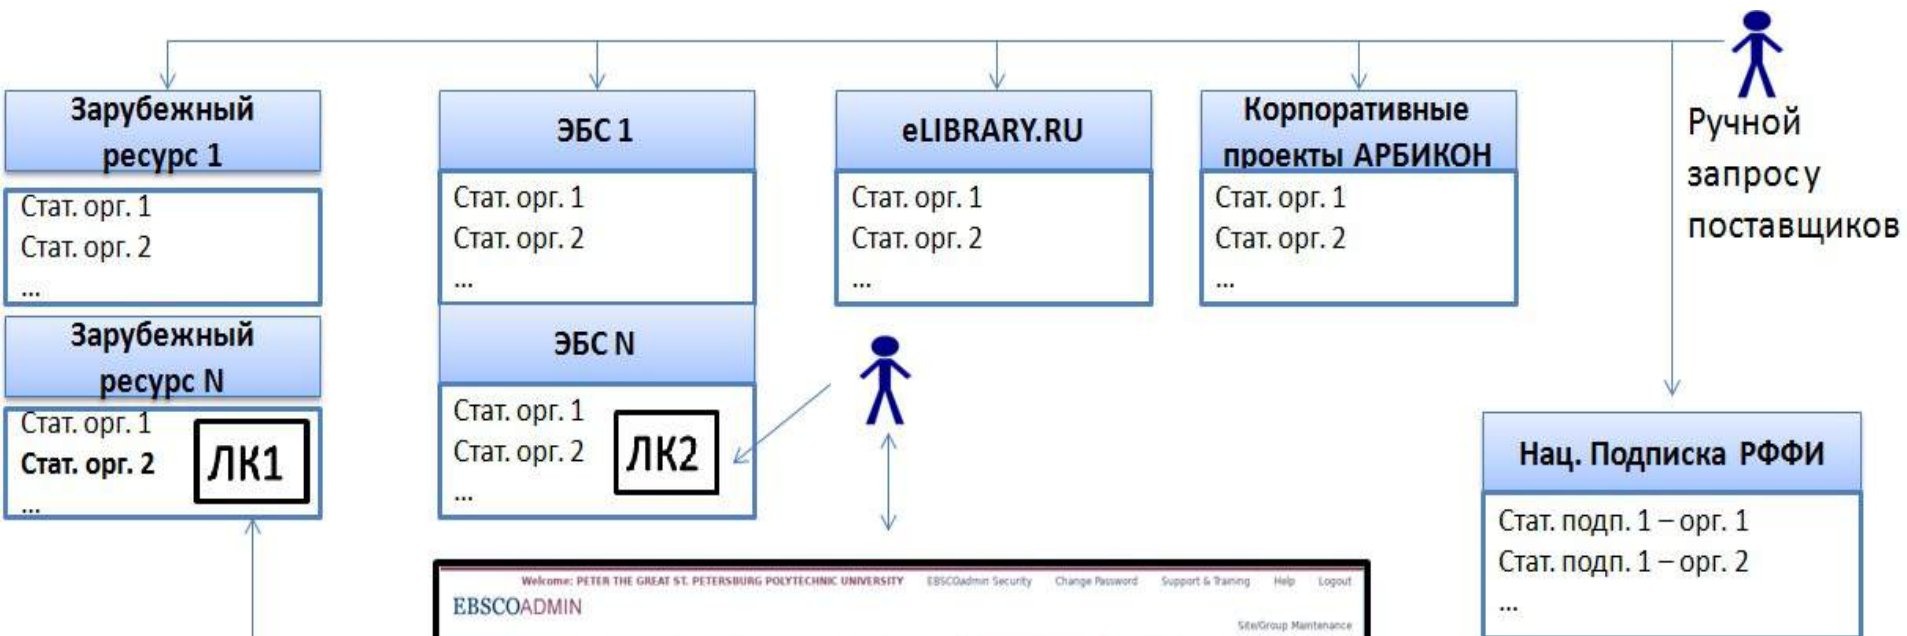 Зарубежный
ресурс 1
Стат. орг. 1
Стат. орг. 2
...
Зарубежный
ресурс N
Стат. орг. 1
Стат. орг. 2
...
ЛК1
ЭБС 1
Стат. орг. 1
Стат. орг. 2
...
ЭБС N
Стат. орг. 1
Стат. орг. 2
...
ЛК2
eLIBRARY.RU
Стат. орг. 1
Стат. орг. 2
...
Корпоративные
проекты АРБИКОН
Стат. орг. 1
Стат. орг. 2
...
Ручной
запрос у
поставщиков
Нац. Подписка РФФИ
Стат. подп. 1 – орг. 1
Стат. подп. 1 – орг. 2
...
Welcome: PETER THE GREAT ST. PETERSBURG POLYTECHNIC UNIVERSITY EBSCOadmin Security Change Password Support & Training Help Logout
EBSCOADMIN
Site/Group Maintenance